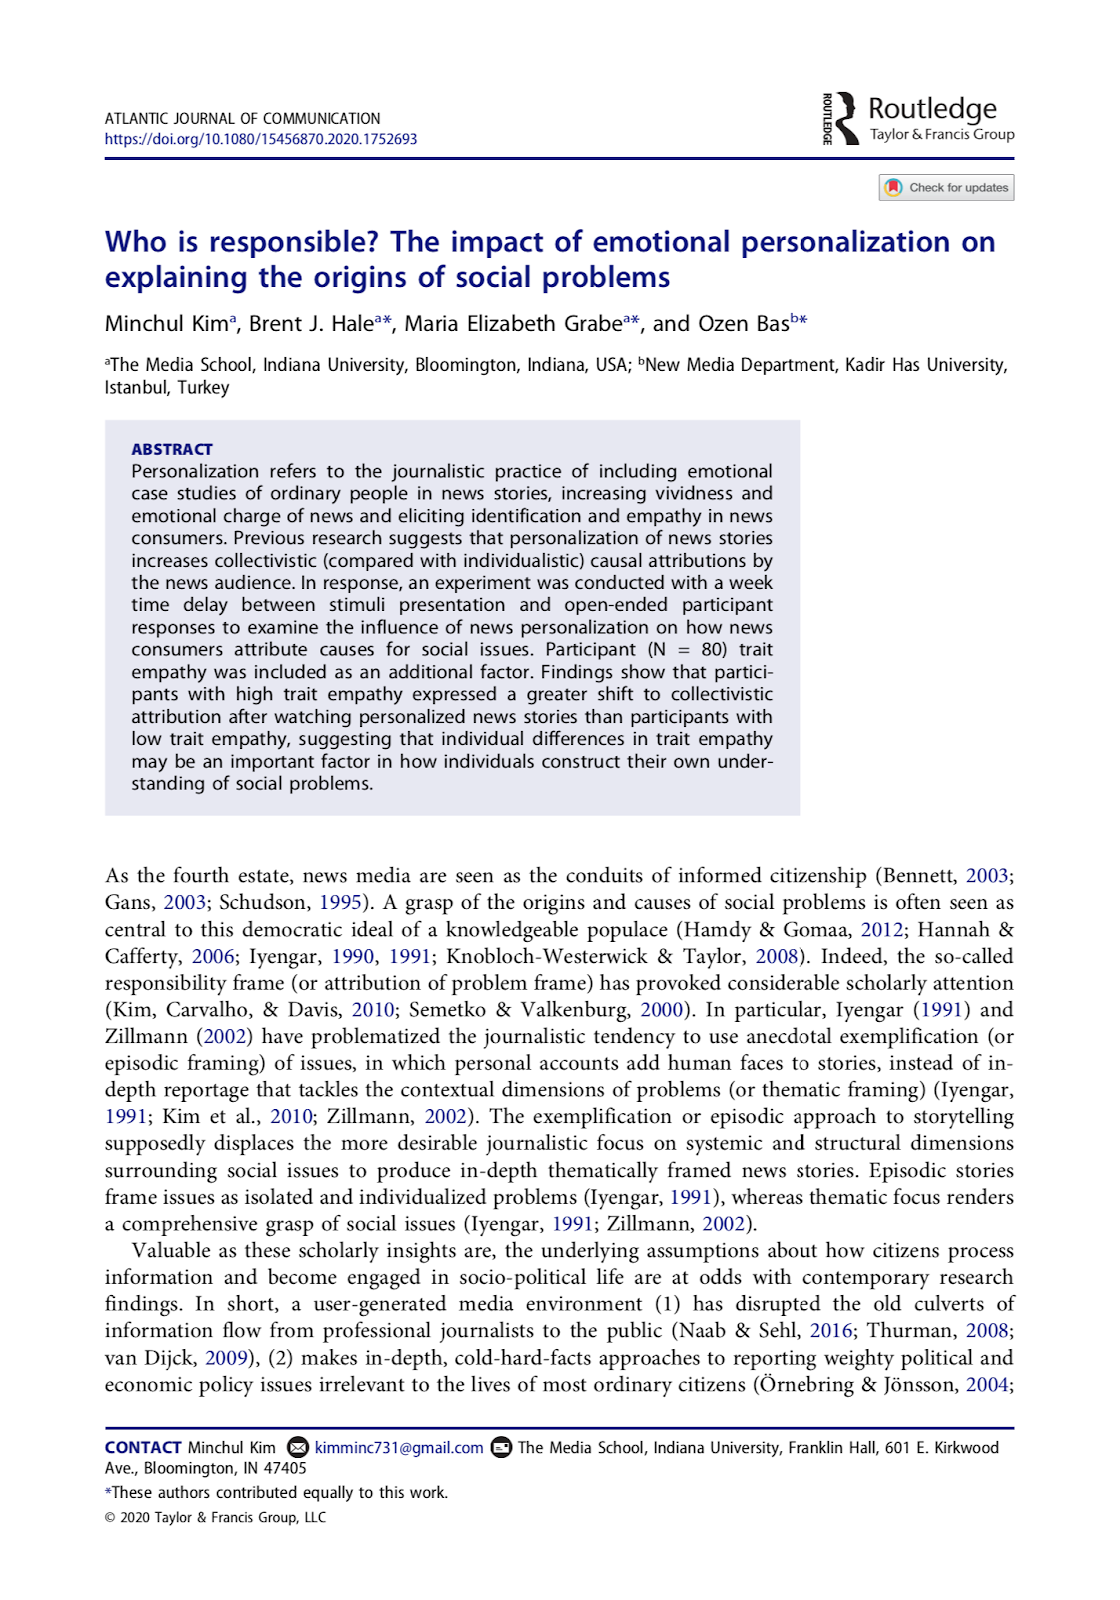 ATLANTIC JOURNAL OF COMMUNICATION
https://doi.org/10.1080/15456870.2020.1752693
ROUTLEDGE
Routledge
Taylor & Francis Group
Check for updates
Who is responsible? The impact of emotional personalization on
explaining the origins of social problems
Minchul Kimᵃ, Brent J. Haleᵃ*, Maria Elizabeth Grabeᵃ*, and Ozen Basᵇ*
ᵃThe Media School, Indiana University, Bloomington, Indiana, USA; ᵇNew Media Department, Kadir Has University,
Istanbul, Turkey
ABSTRACT
Personalization refers to the journalistic practice of including emotional
case studies of ordinary people in news stories, increasing vividness and
emotional charge of news and eliciting identification and empathy in news
consumers. Previous research suggests that personalization of news stories
increases collectivistic (compared with individualistic) causal attributions by
the news audience. In response, an experiment was conducted with a week
time delay between stimuli presentation and open-ended participant
responses to examine the influence of news personalization on how news
consumers attribute causes for social issues. Participant (N = 80) trait
empathy was included as an additional factor. Findings show that partici-
pants with high trait empathy expressed a greater shift to collectivistic
attribution after watching personalized news stories than participants with
low trait empathy, suggesting that individual differences in trait empathy
may be an important factor in how individuals construct their own under-
standing of social problems.
As the fourth estate, news media are seen as the conduits of informed citizenship (Bennett, 2003;
Gans, 2003; Schudson, 1995). A grasp of the origins and causes of social problems is often seen as
central to this democratic ideal of a knowledgeable populace (Hamdy & Gomaa, 2012; Hannah &
Cafferty, 2006; Iyengar, 1990, 1991; Knobloch-Westerwick & Taylor, 2008). Indeed, the so-called
responsibility frame (or attribution of problem frame) has provoked considerable scholarly attention
(Kim, Carvalho, & Davis, 2010; Semetko & Valkenburg, 2000). In particular, Iyengar (1991) and
Zillmann (2002) have problematized the journalistic tendency to use anecdotal exemplification (or
episodic framing) of issues, in which personal accounts add human faces to stories, instead of in-
depth reportage that tackles the contextual dimensions of problems (or thematic framing) (Iyengar,
1991; Kim et al., 2010; Zillmann, 2002). The exemplification or episodic approach to storytelling
supposedly displaces the more desirable journalistic focus on systemic and structural dimensions
surrounding social issues to produce in-depth thematically framed news stories. Episodic stories
frame issues as isolated and individualized problems (Iyengar, 1991), whereas thematic focus renders
a comprehensive grasp of social issues (Iyengar, 1991; Zillmann, 2002).
Valuable as these scholarly insights are, the underlying assumptions about how citizens process
information and become engaged in socio-political life are at odds with contemporary research
findings. In short, a user-generated media environment (1) has disrupted the old culverts of
information flow from professional journalists to the public (Naab & Sehl, 2016; Thurman, 2008;
van Dijck, 2009), (2) makes in-depth, cold-hard-facts approaches to reporting weighty political and
economic policy issues irrelevant to the lives of most ordinary citizens (Örnebring & Jönsson, 2004;
CONTACT Minchul Kim kimminc731@gmail.com The Media School, Indiana University, Franklin Hall, 601 E. Kirkwood
Ave., Bloomington, IN 47405
*These authors contributed equally to this work.
© 2020 Taylor & Francis Group, LLC